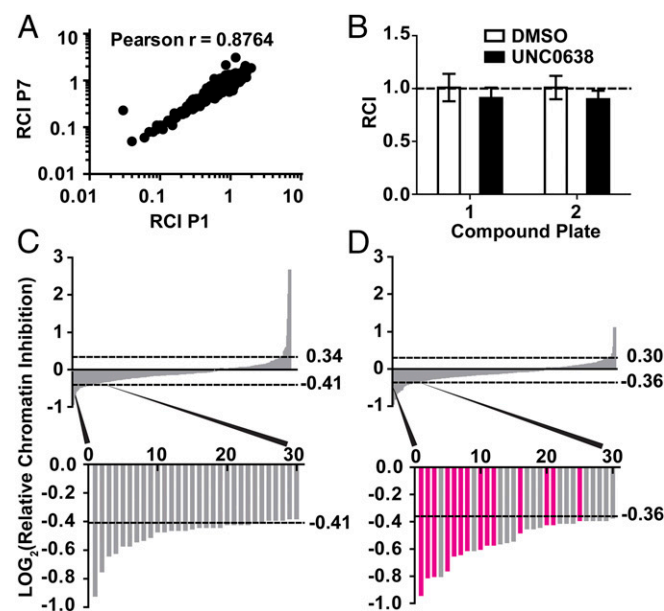 A
Pearson r = 0.8764
10
1
0.1
0.01
RCI P7
0.01 0.1 1 10
RCI P1
B
DMSO
UNC0638
1.5
1.0
0.5
0.0
RCI
1 2
Compound Plate
C
3
2
1
0
-1
0.34
-0.41
0 10 20 30
0.0
-0.2
-0.4
-0.6
-0.8
-1.0
-0.41
LOG2(Relative Chromatin Inhibition)
D
3
2
1
0
-1
0.30
-0.36
0 10 20 30
0.0
-0.2
-0.4
-0.6
-0.8
-1.0
-0.36